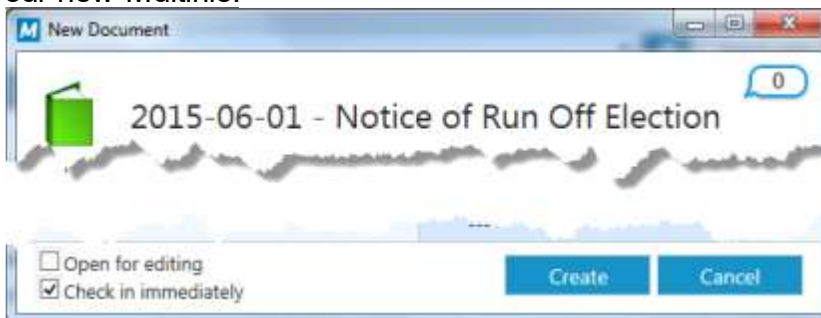 M New Document
0
2015-06-01 - Notice of Run Off Election
---
Open for editing
Check in immediately
Create
Cancel